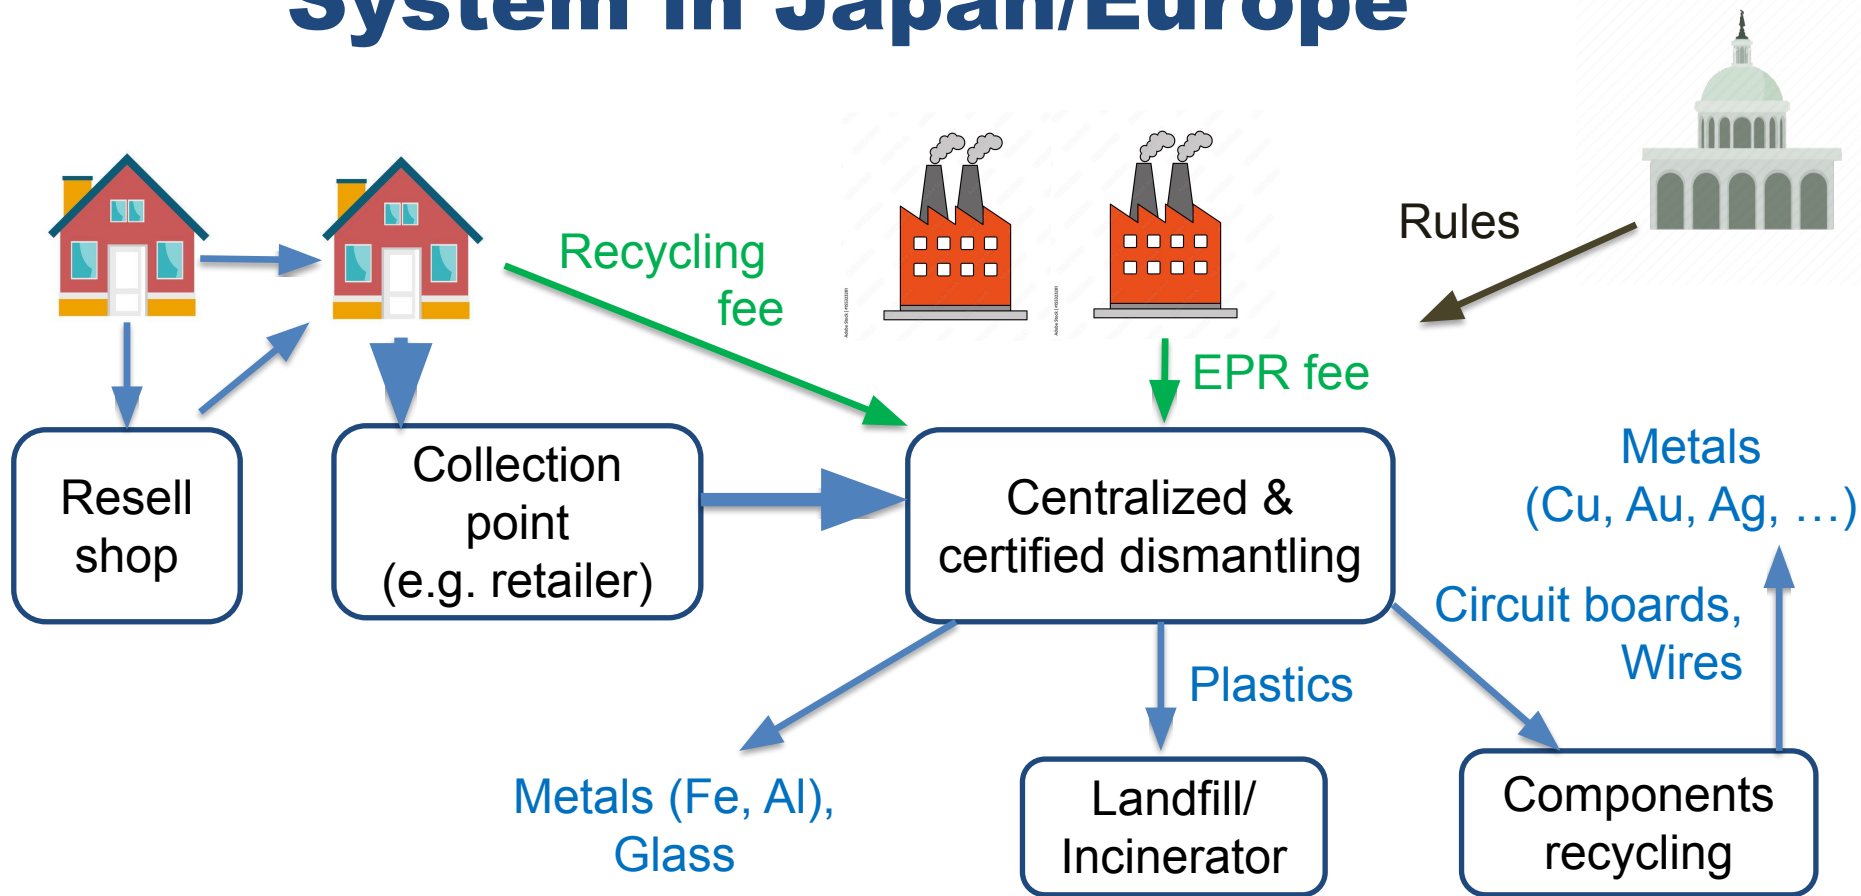 System in Japan/Europe
Rules
Recycling
fee
EPR fee
Resell
shop
Collection
point
(e.g. retailer)
Centralized &
certified dismantling
Metals
(Cu, Au, Ag, …)
Circuit boards,
Wires
Plastics
Metals (Fe, Al),
Glass
Landfill/
Incinerator
Components
recycling